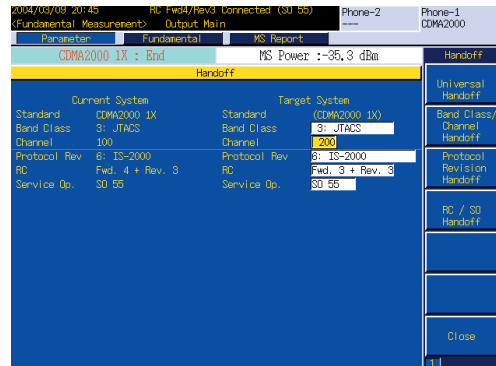 2004/03/09 20:45 RC Fwd4/Rev3 Connected (SO 55) Phone-2 Phone-1
<Fundamental Measurement> Output Main ---- CDMA2000
Parameter Fundamental MS Report
CDMA2000 1X : End MS Power :-35.3 dBm Handoff
Handoff
Universal Handoff
Current System Target System
Standard CDMA2000 1X Standard (CDMA2000 1X)
Band Class 3: JTACS Band Class 3: JTACS
Channel 100 Channel 200
Band Class/ Channel Handoff
Protocol Rev 6: IS-2000 Protocol Rev 6: IS-2000
RC Fwd. 4 + Rev. 3 RC Fwd. 3 + Rev. 3
Service Op. SO 55 Service Op. SO 55
Protocol Revision Handoff
RC / SO Handoff
Close
1